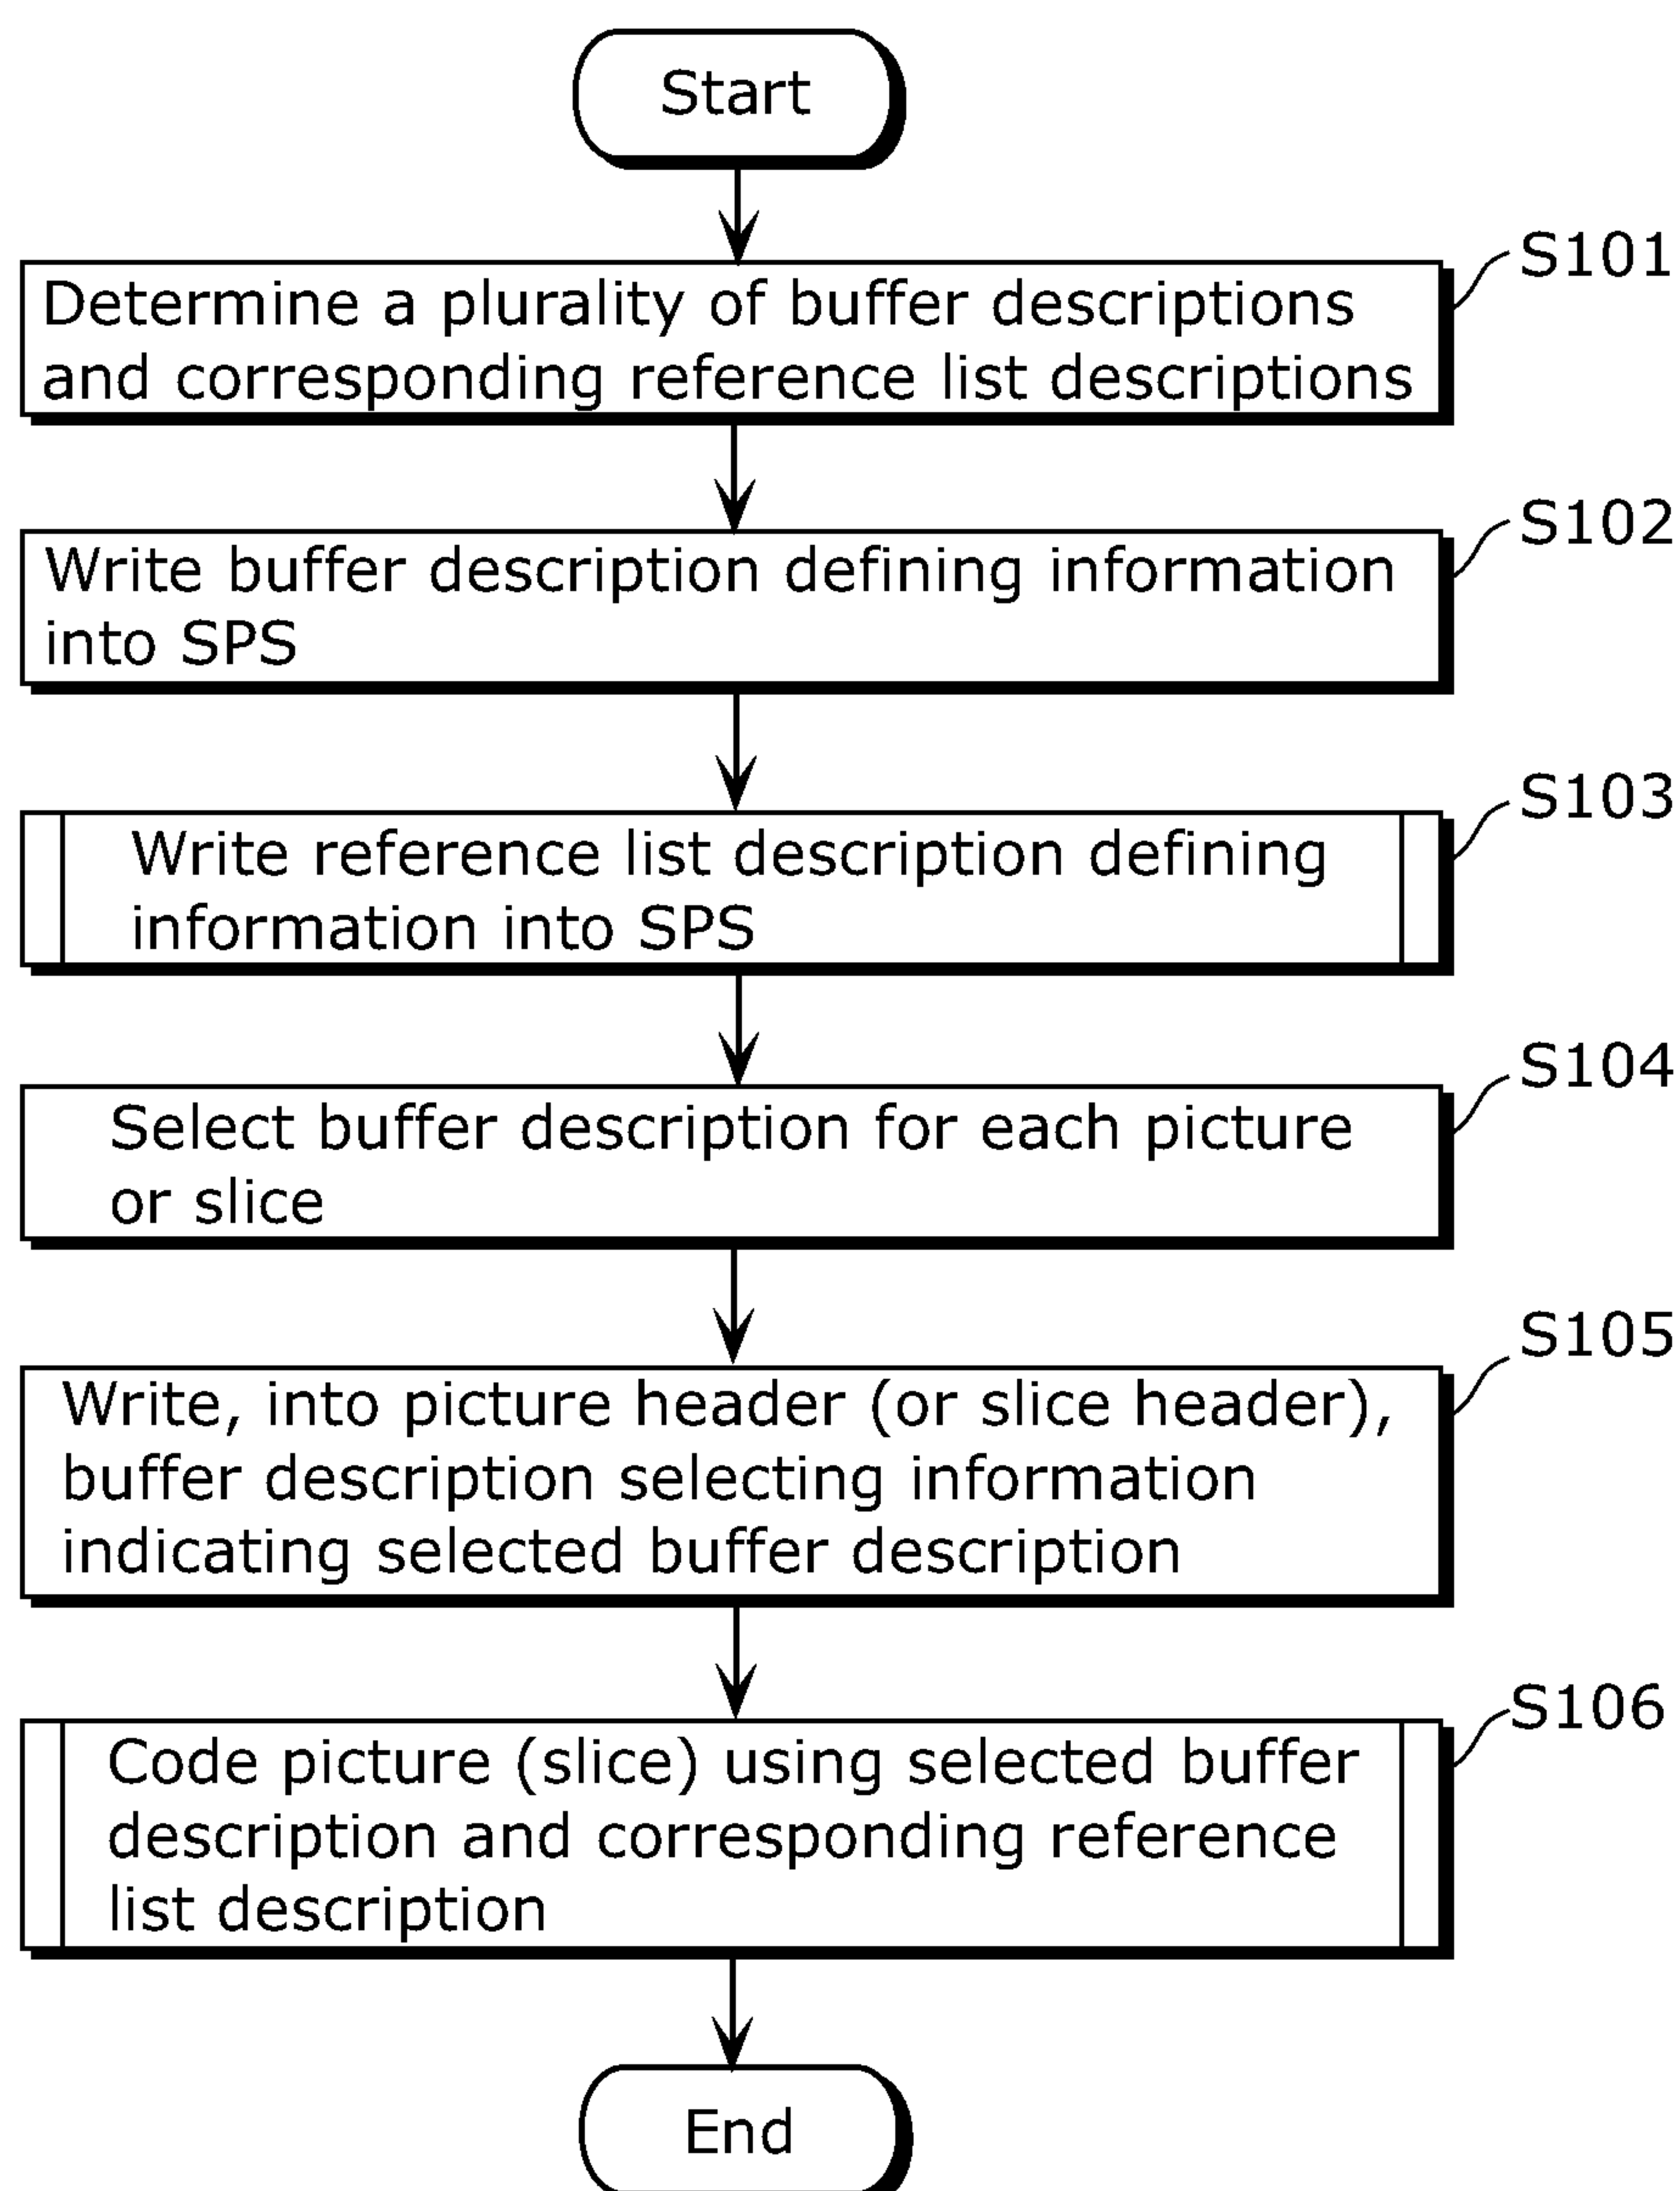 Start
S101
Determine a plurality of buffer descriptions
and corresponding reference list descriptions
S102
Write buffer description defining information
into SPS
S103
Write reference list description defining
information into SPS
S104
Select buffer description for each picture
or slice
S105
Write, into picture header (or slice header),
buffer description selecting information
indicating selected buffer description
S106
Code picture (slice) using selected buffer
description and corresponding reference
list description
End